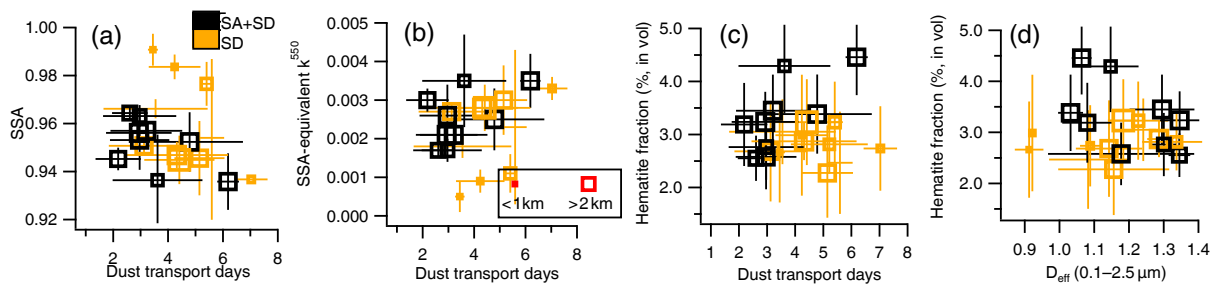 (a)
SA+SD
SD
1.00
0.98
0.96
0.94
0.92
SSA
2 4 6 8
Dust transport days
(b)
0.005
0.004
0.003
0.002
0.001
0.000
SSA-equivalent k⁵⁵⁰
<1km >2km
2 4 6 8
Dust transport days
(c)
5.0
4.0
3.0
2.0
Hematite fraction (%, in vol)
1 2 3 4 5 6 7 8
Dust transport days
(d)
5.0
4.0
3.0
2.0
Hematite fraction (%, in vol)
0.9 1.0 1.1 1.2 1.3 1.4
D_eff (0.1–2.5 µm)